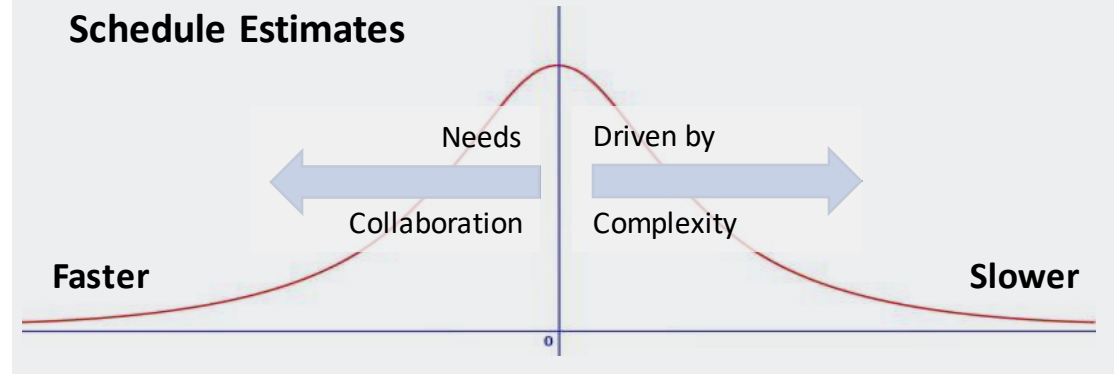 Schedule Estimates
Needs
Collaboration
Driven by
Complexity
Faster
Slower
0